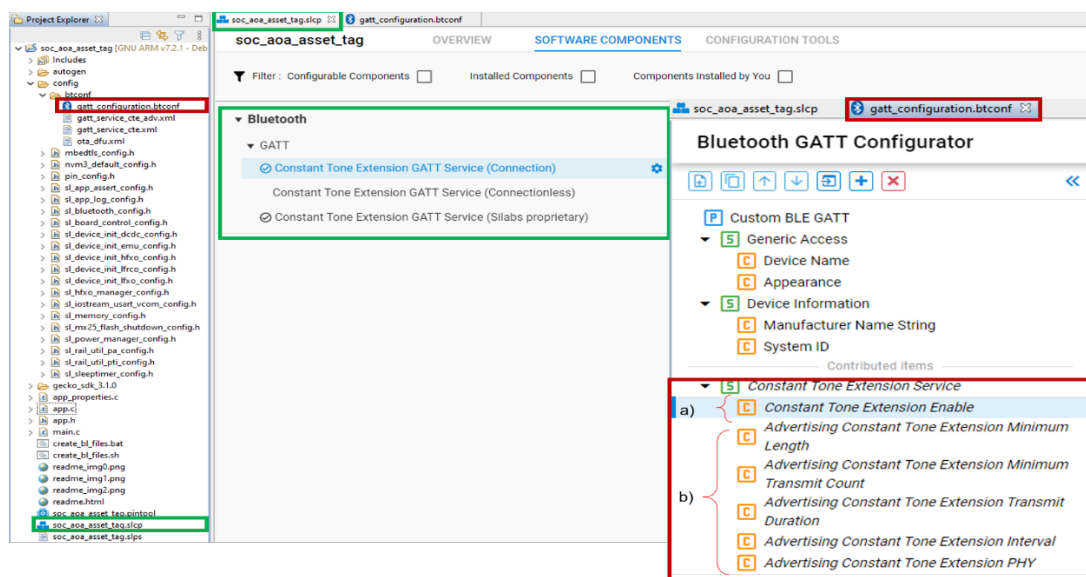 Project Explorer
soc_aoa_asset_tag [GNU ARM v7.2.1 - Deb
Includes
autogen
config
btconf
gatt_configuration.btconf
gatt_service_cte_adv.xml
gatt_service_cte.xml
ota_dfu.xml
mbedtls_config.h
nvm3_default_config.h
pin_config.h
sl_app_assert_config.h
sl_app_log_config.h
sl_bluetooth_config.h
sl_board_control_config.h
sl_device_init_dcdc_config.h
sl_device_init_emu_config.h
sl_device_init_hfxo_config.h
sl_device_init_lfrco_config.h
sl_device_init_lfxo_config.h
sl_hfxo_manager_config.h
sl_iostream_usart_vcom_config.h
sl_memory_config.h
sl_mx25_flash_shutdown_config.h
sl_power_manager_config.h
sl_rail_util_pa_config.h
sl_rail_util_pti_config.h
sl_sleeptimer_config.h
gecko_sdk_3.1.0
app_properties.c
app.c
app.h
main.c
create_bl_files.bat
create_bl_files.sh
readme_img0.png
readme_img1.png
readme_img2.png
readme.html
soc_aoa_asset_tag.pintool
soc_aoa_asset_tag.slcp
soc_aoa_asset_tag.slps
soc_aoa_asset_tag.slcp gatt_configuration.btconf
soc_aoa_asset_tag OVERVIEW SOFTWARE COMPONENTS CONFIGURATION TOOLS
Filter : Configurable Components Installed Components Components Installed by You
Bluetooth
GATT
Constant Tone Extension GATT Service (Connection)
Constant Tone Extension GATT Service (Connectionless)
Constant Tone Extension GATT Service (Silabs proprietary)
soc_aoa_asset_tag.slcp gatt_configuration.btconf
Bluetooth GATT Configurator
P Custom BLE GATT
S Generic Access
C Device Name
C Appearance
S Device Information
C Manufacturer Name String
C System ID
Contributed items
S Constant Tone Extension Service
a) C Constant Tone Extension Enable
C Advertising Constant Tone Extension Minimum
Length
C Advertising Constant Tone Extension Minimum
Transmit Count
b) C Advertising Constant Tone Extension Transmit
Duration
C Advertising Constant Tone Extension Interval
C Advertising Constant Tone Extension PHY